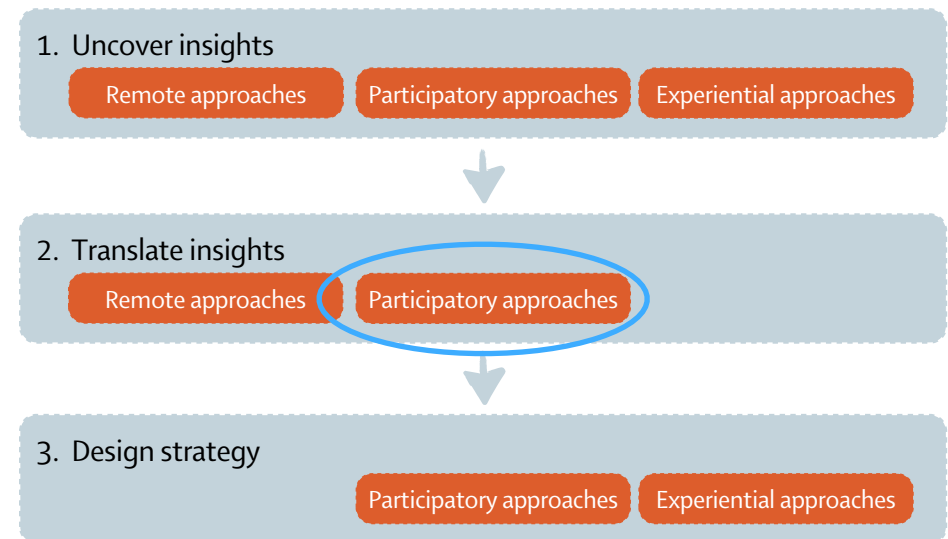 1. Uncover insights
Remote approaches Participatory approaches Experiential approaches
2. Translate insights
Remote approaches Participatory approaches
3. Design strategy
Participatory approaches Experiential approaches